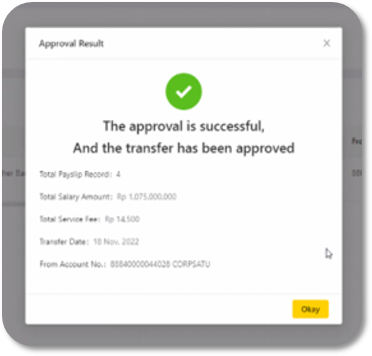 Approval Result
The approval is successful,
And the transfer has been approved
Total Payslip Record: 4
Total Salary Amount: Rp 1,075,000,000
Total Service Fee: Rp 14,500
Transfer Date: 18 Nov, 2022
From Account No.: 85840000044028 CORPSATU
Okay